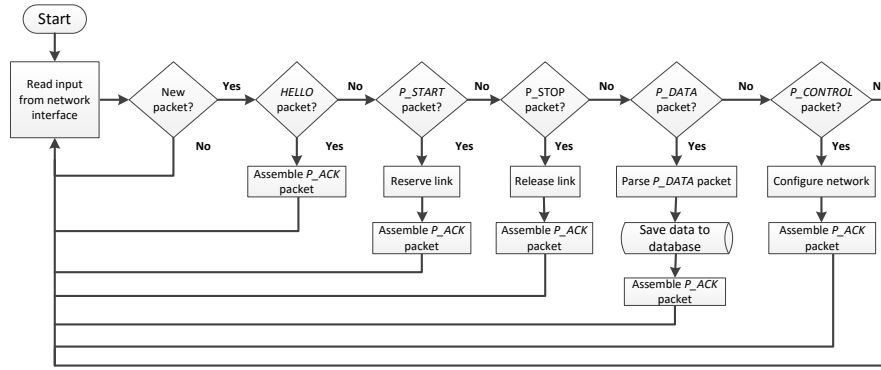 Start
Read input
from network
interface
New
packet?
Yes
No
HELLO
packet?
No
Yes
Assemble P_ACK
packet
P_START
packet?
No
Yes
Reserve link
Assemble P_ACK
packet
P_STOP
packet?
No
Yes
Release link
Assemble P_ACK
packet
P_DATA
packet?
No
Yes
Parse P_DATA packet
Save data to
database
Assemble P_ACK
packet
P_CONTROL
packet?
Yes
Configure network
Assemble P_ACK
packet